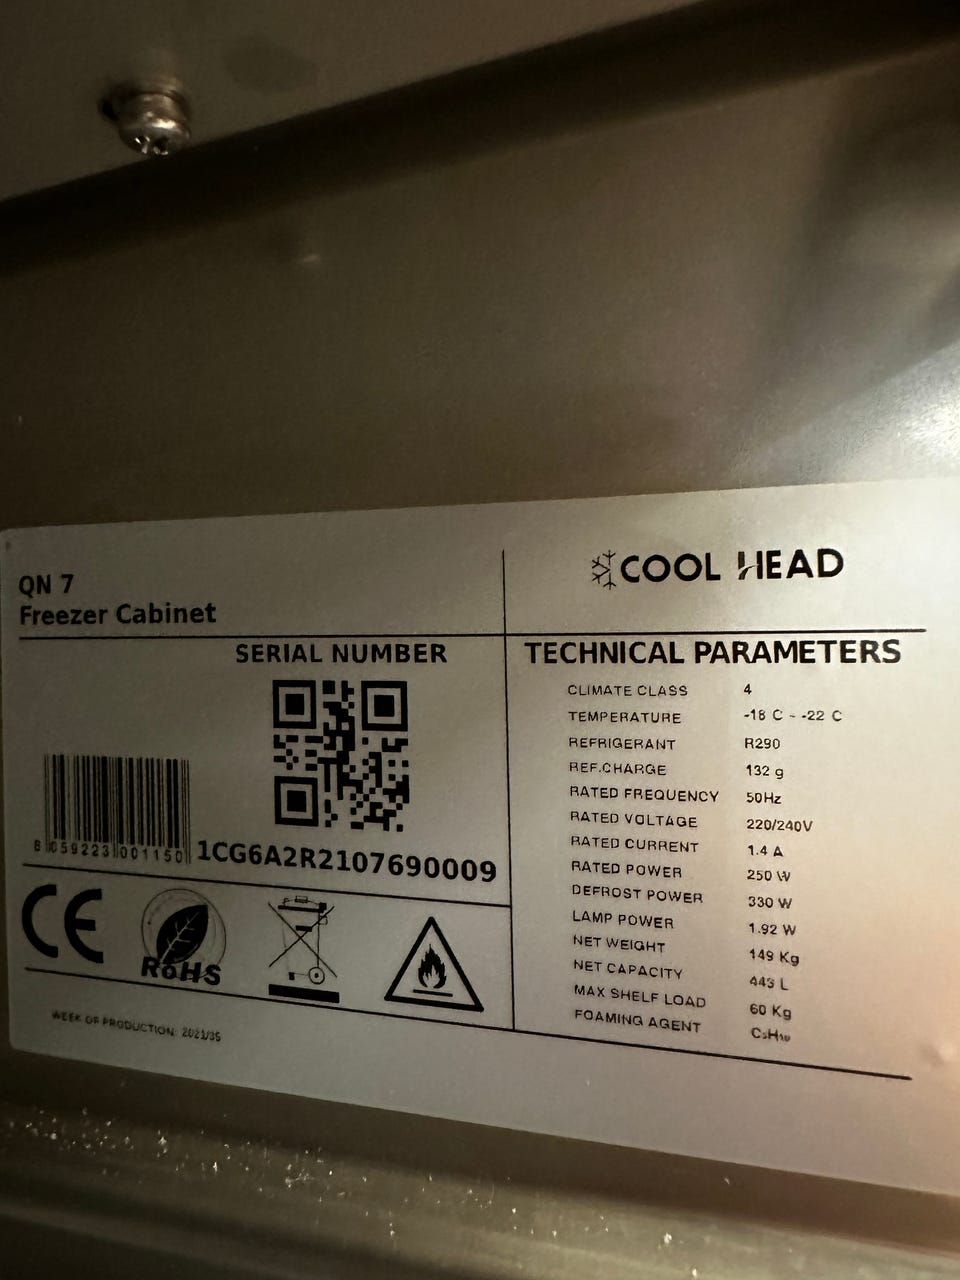 QN 7
Freezer Cabinet
COOL HEAD
SERIAL NUMBER
8 059223 001150
1CG6A2R2107690009
CE
RoHS
WEEK OF PRODUCTION: 2021/35
TECHNICAL PARAMETERS
CLIMATE CLASS 4
TEMPERATURE -18 C - -22 C
REFRIGERANT R290
REF.CHARGE 132 g
RATED FREQUENCY 50Hz
RATED VOLTAGE 220/240V
RATED CURRENT 1.4 A
RATED POWER 250 W
DEFROST POWER 330 W
LAMP POWER 1.92 W
NET WEIGHT 149 Kg
NET CAPACITY 443 L
MAX SHELF LOAD 60 Kg
FOAMING AGENT C₅H₁₀